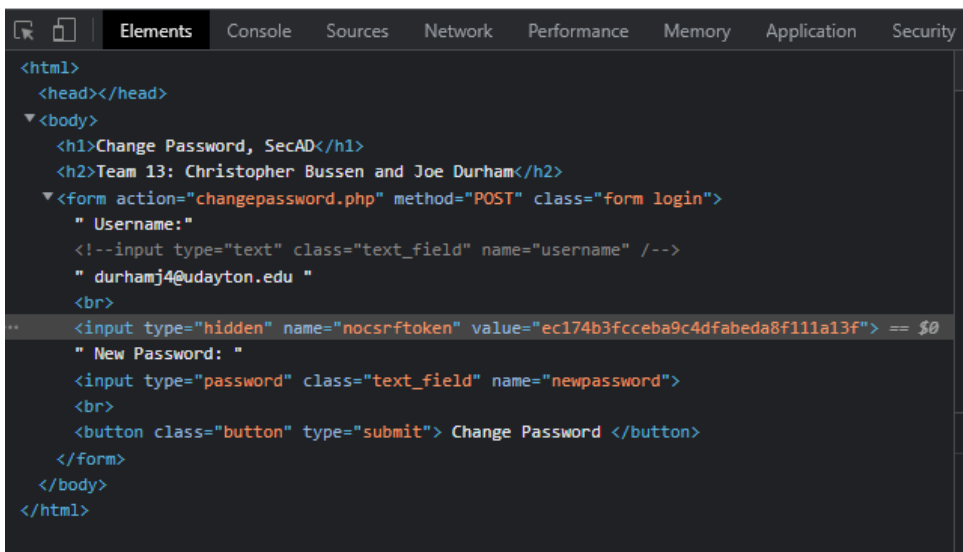 Elements Console Sources Network Performance Memory Application Security
<html>
<head></head>
▼<body>
<h1>Change Password, SecAD</h1>
<h2>Team 13: Christopher Bussen and Joe Durham</h2>
▼<form action="changepassword.php" method="POST" class="form login">
" Username:"
<!--input type="text" class="text_field" name="username" /-->
" durhamj4@udayton.edu "
<br>
··· <input type="hidden" name="nocsrftoken" value="ec174b3fcceba9c4dfabeda8f111a13f"> == $0
" New Password: "
<input type="password" class="text_field" name="newpassword">
<br>
<button class="button" type="submit"> Change Password </button>
</form>
</body>
</html>